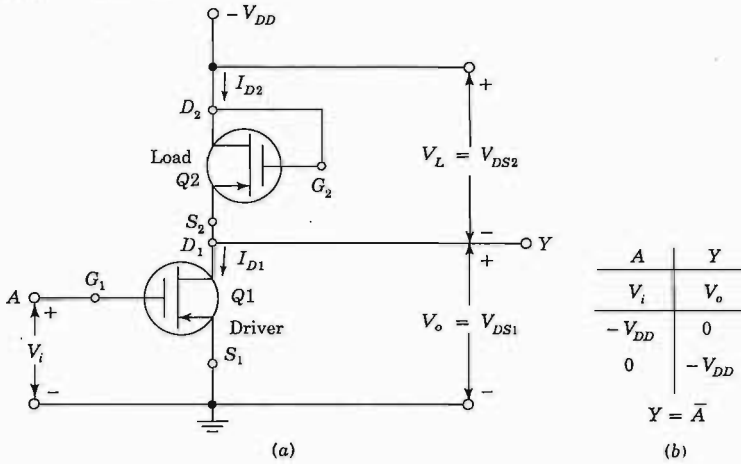 − V_DD
+
I_D2
D_2
Load
Q2
G_2
V_L = V_DS2
S_2
D_1
−
+
Y
I_D1
G_1
A
+
Q1
Driver
V_i
V_o = V_DS1
S_1
−
−
(a)
A Y
V_i V_o
−V_DD 0
0 −V_DD
Y = A̅
(b)